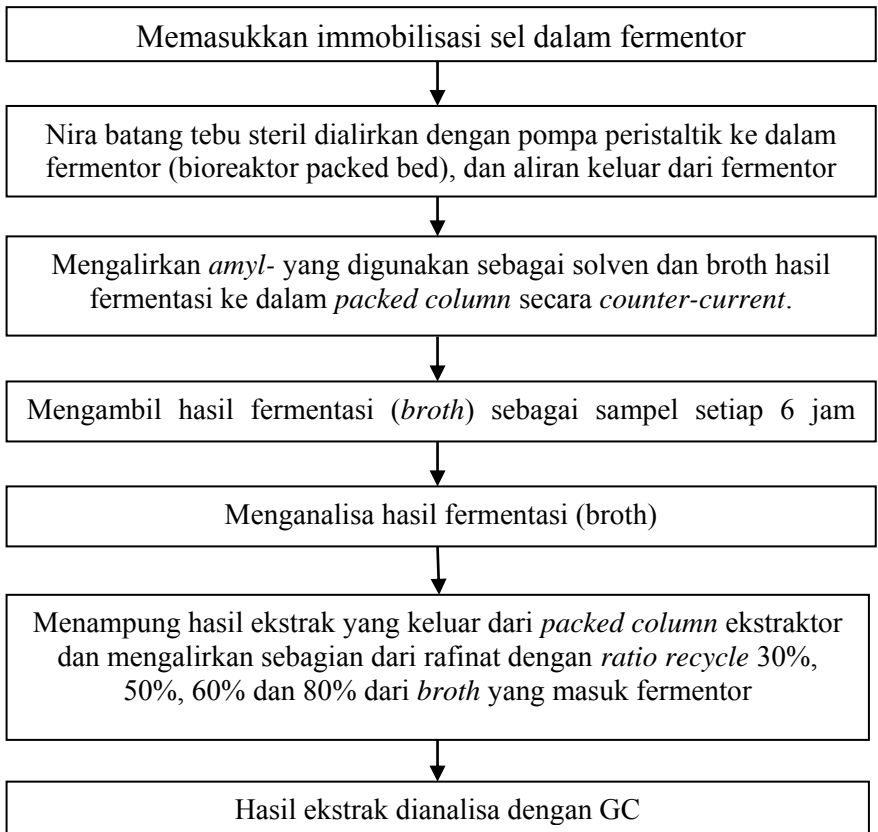 Memasukkan immobilisasi sel dalam fermentor
Nira batang tebu steril dialirkan dengan pompa peristaltik ke dalam
fermentor (bioreaktor packed bed), dan aliran keluar dari fermentor
Mengalirkan amyl- yang digunakan sebagai solven dan broth hasil
fermentasi ke dalam packed column secara counter-current.
Mengambil hasil fermentasi (broth) sebagai sampel setiap 6 jam
Menganalisa hasil fermentasi (broth)
Menampung hasil ekstrak yang keluar dari packed column ekstraktor
dan mengalirkan sebagian dari rafinat dengan ratio recycle 30%,
50%, 60% dan 80% dari broth yang masuk fermentor
Hasil ekstrak dianalisa dengan GC